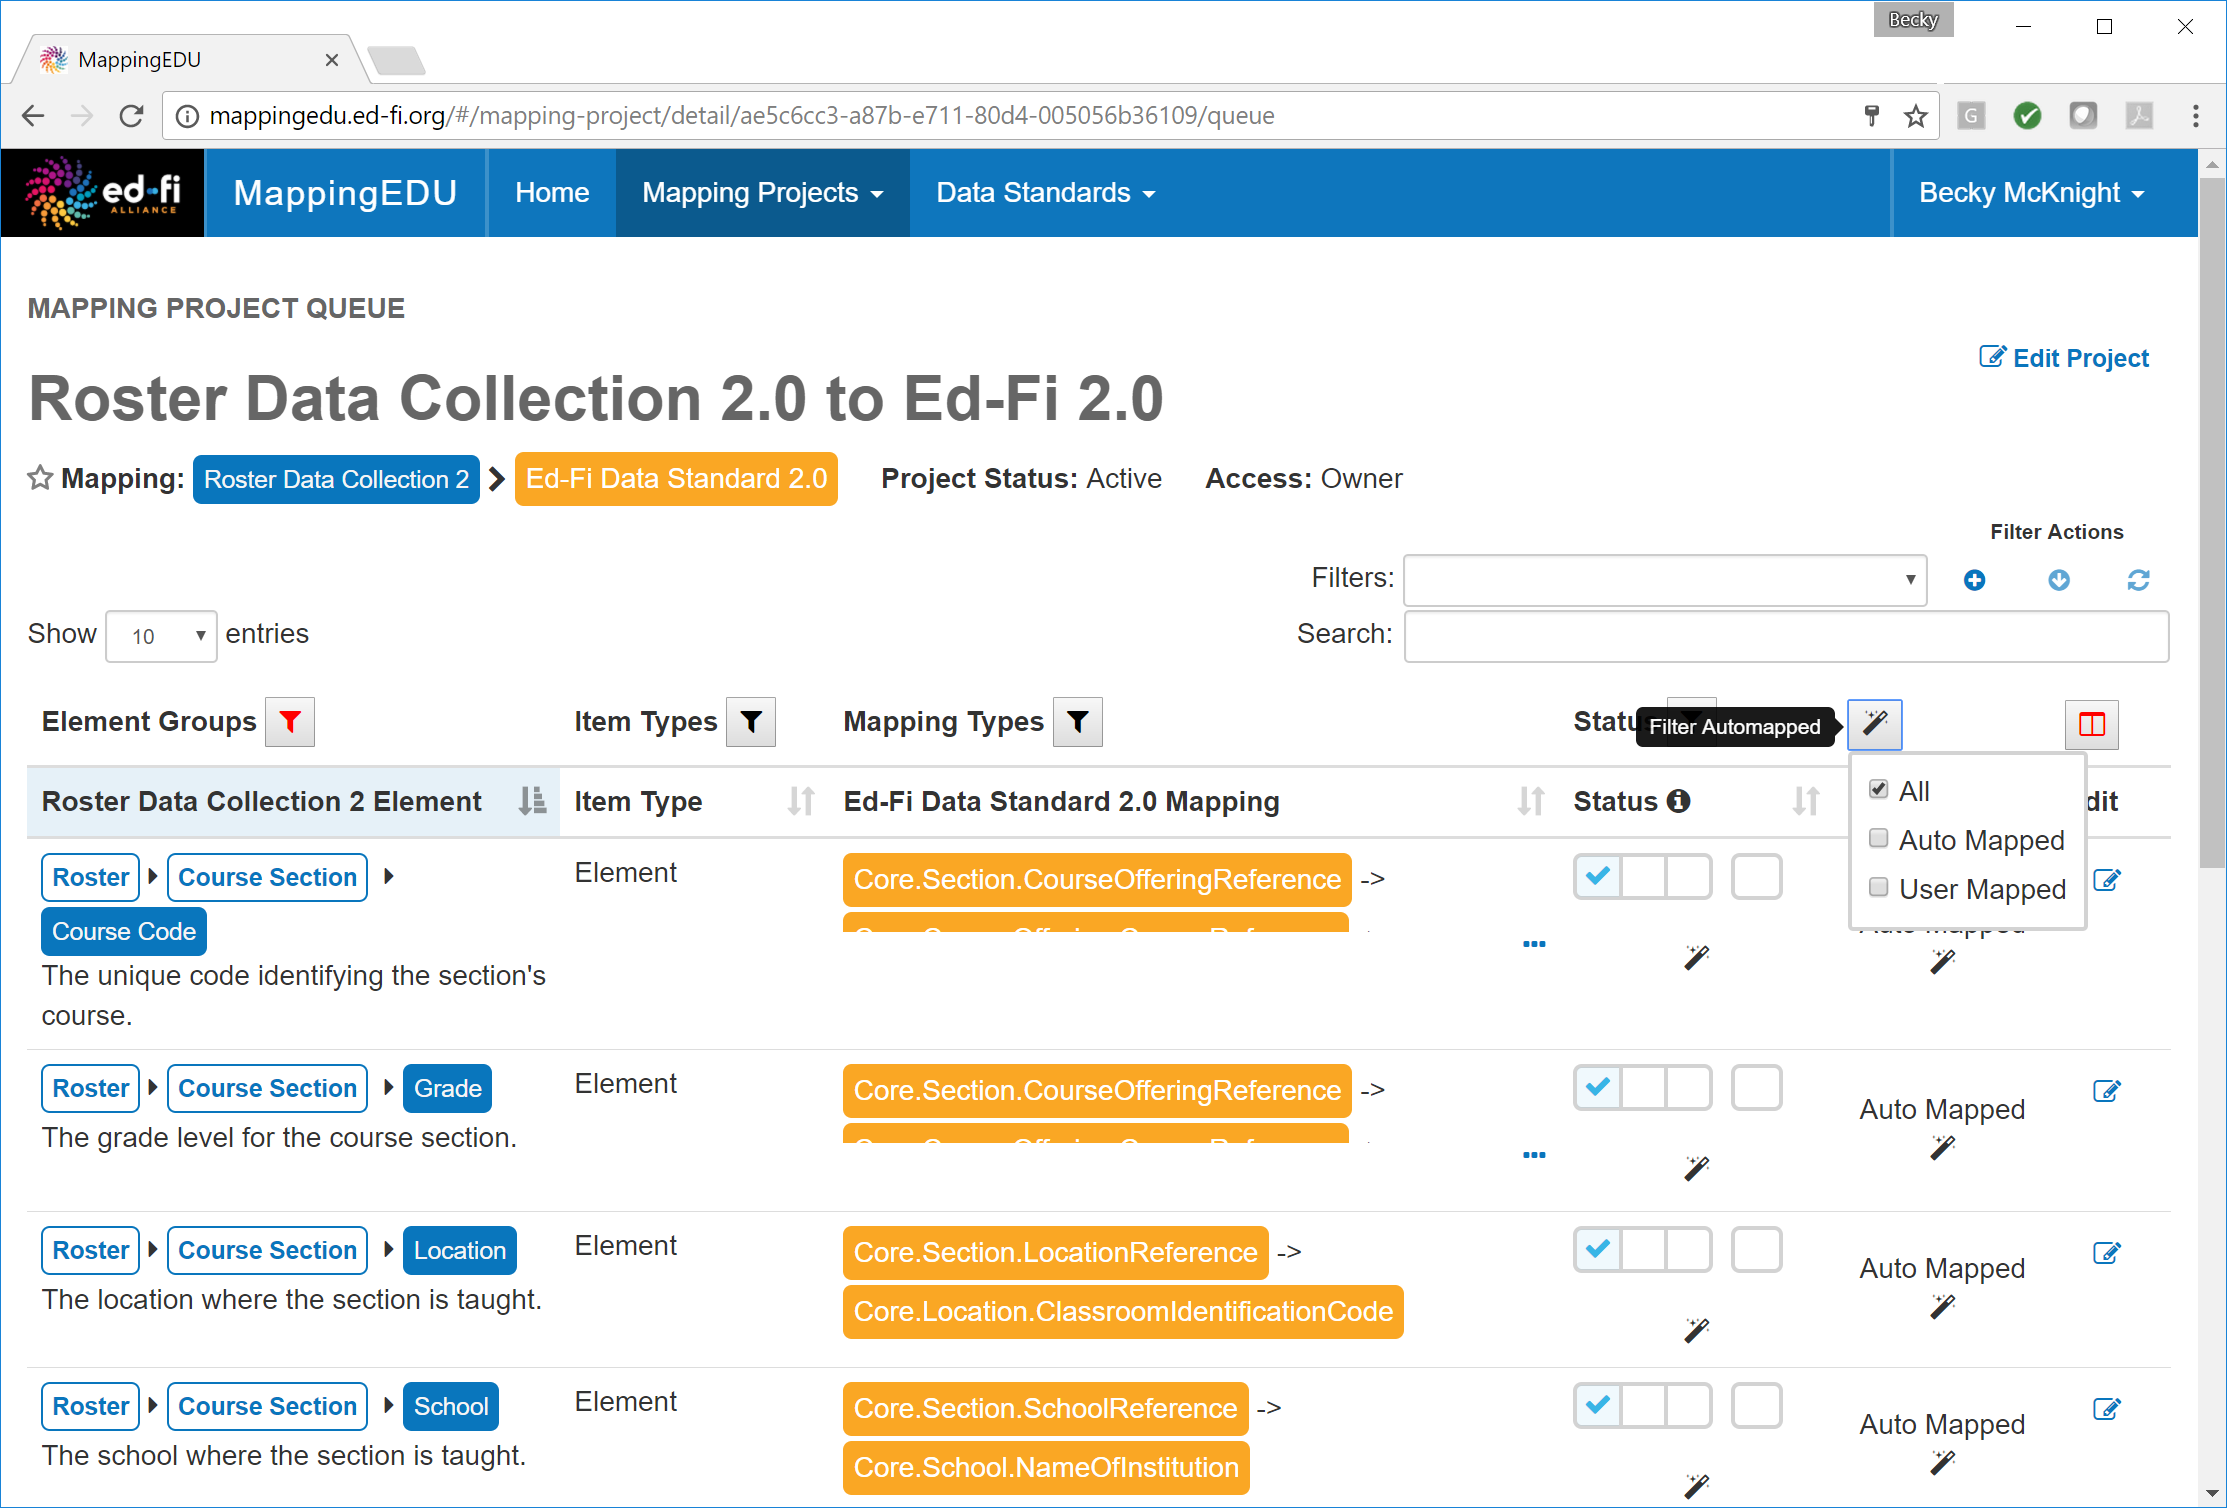 Becky
MappingEDU
mappingedu.ed-fi.org/#/mapping-project/detail/ae5c6cc3-a87b-e711-80d4-005056b36109/queue
G
ed-fi
ALLIANCE
MappingEDU Home Mapping Projects Data Standards Becky McKnight
MAPPING PROJECT QUEUE
Edit Project
Roster Data Collection 2.0 to Ed-Fi 2.0
Mapping: Roster Data Collection 2 Ed-Fi Data Standard 2.0 Project Status: Active Access: Owner
Filter Actions
Filters:
Show 10 entries Search:
Element Groups Item Types Mapping Types Status Filter Automapped
Roster Data Collection 2 Element Item Type Ed-Fi Data Standard 2.0 Mapping Status dit
All
Auto Mapped
User Mapped
Roster Course Section Element Core.Section.CourseOfferingReference ->
Course Code
...
The unique code identifying the section's
course.
Roster Course Section Grade Element Core.Section.CourseOfferingReference ->
The grade level for the course section. Auto Mapped
...
Roster Course Section Location Element Core.Section.LocationReference ->
The location where the section is taught. Core.Location.ClassroomIdentificationCode Auto Mapped
Roster Course Section School Element Core.Section.SchoolReference ->
The school where the section is taught. Core.School.NameOfInstitution Auto Mapped